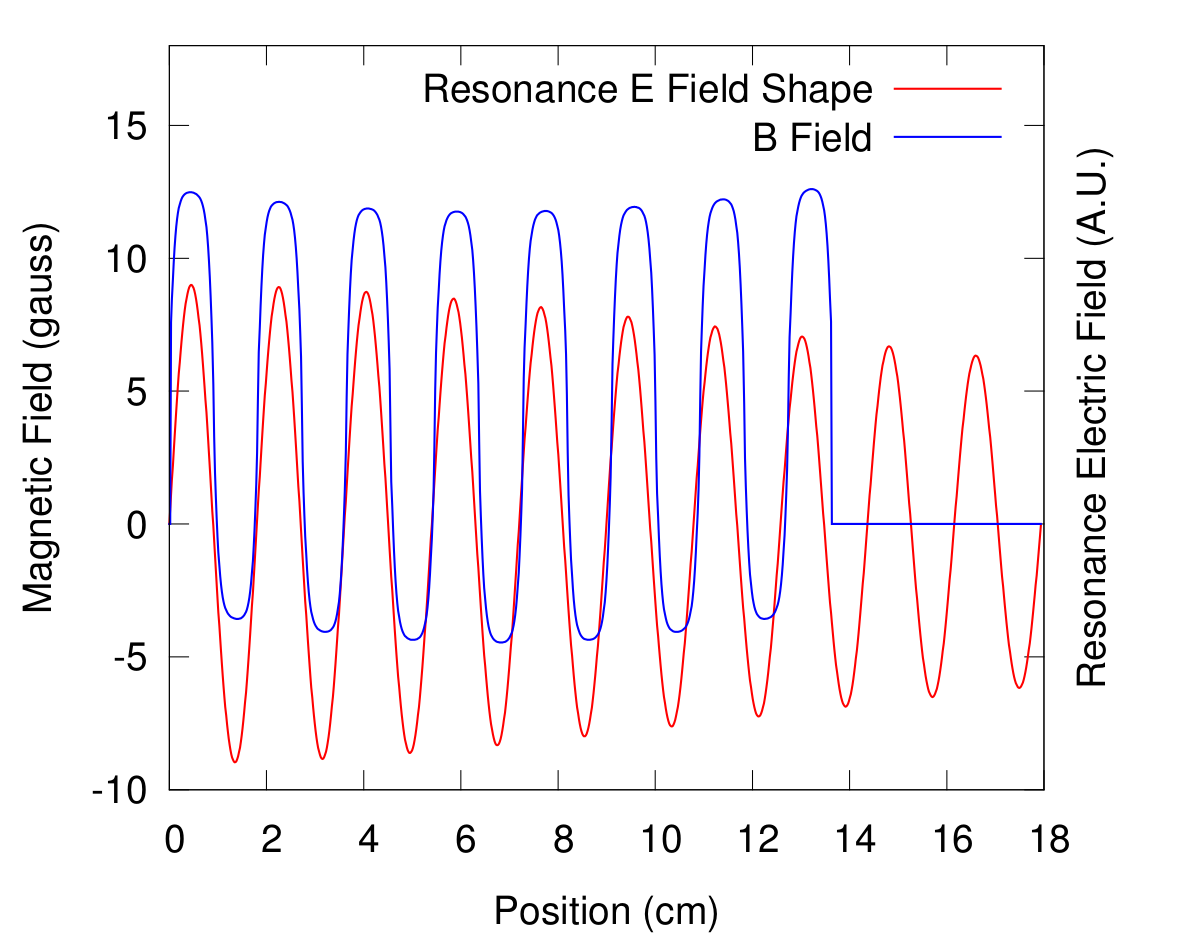 Resonance E Field Shape
B Field
15
10
5
0
-5
-10
Magnetic Field (gauss)
Resonance Electric Field (A.U.)
0 2 4 6 8 10 12 14 16 18
Position (cm)